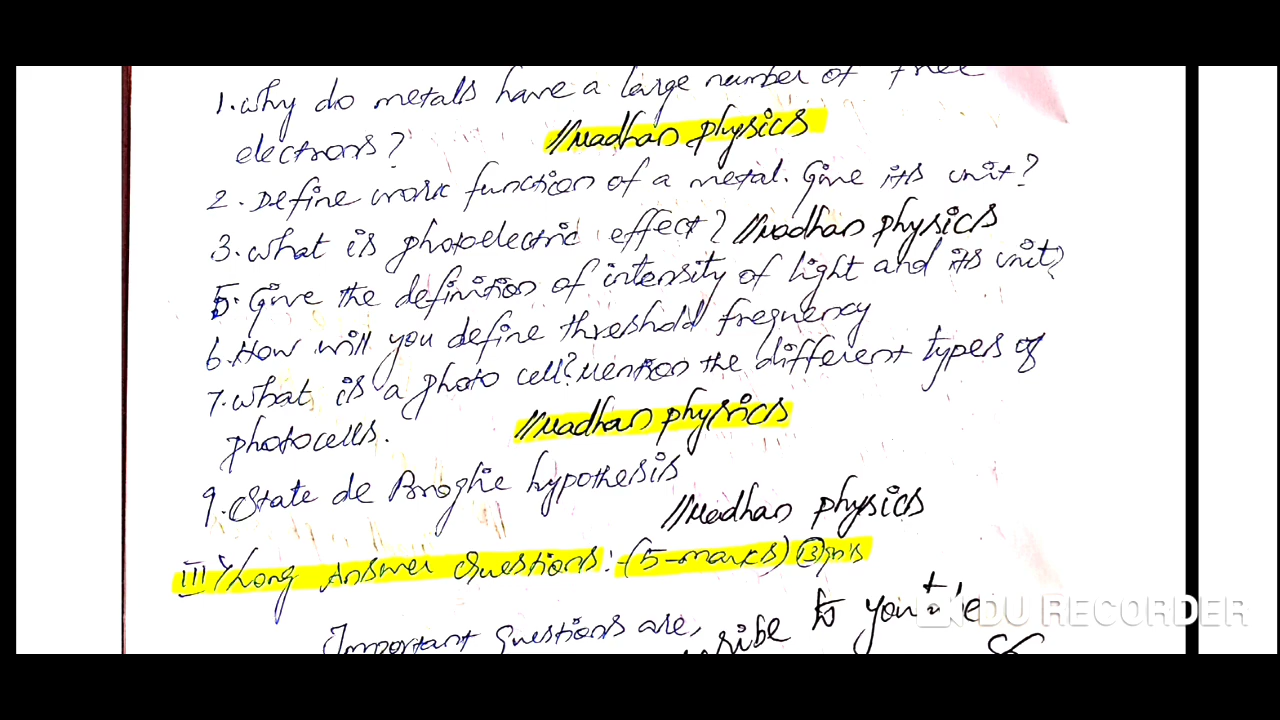 1. Why do metals have a large number of free
electrons? //Madhan physics
2. Define work function of a metal. Give its unit?
3. What is photoelectric effect? //Madhan physics
5. Give the definition of intensity of light and its unit?
6. How will you define threshold frequency
7. What is a photo cell? Mention the different types of
photocells. //Madhan physics
9. State de Broglie hypothesis
//Madhan physics
III Long Answer Questions:-(5-marks)
Important questions are,
to
DU RECORDER